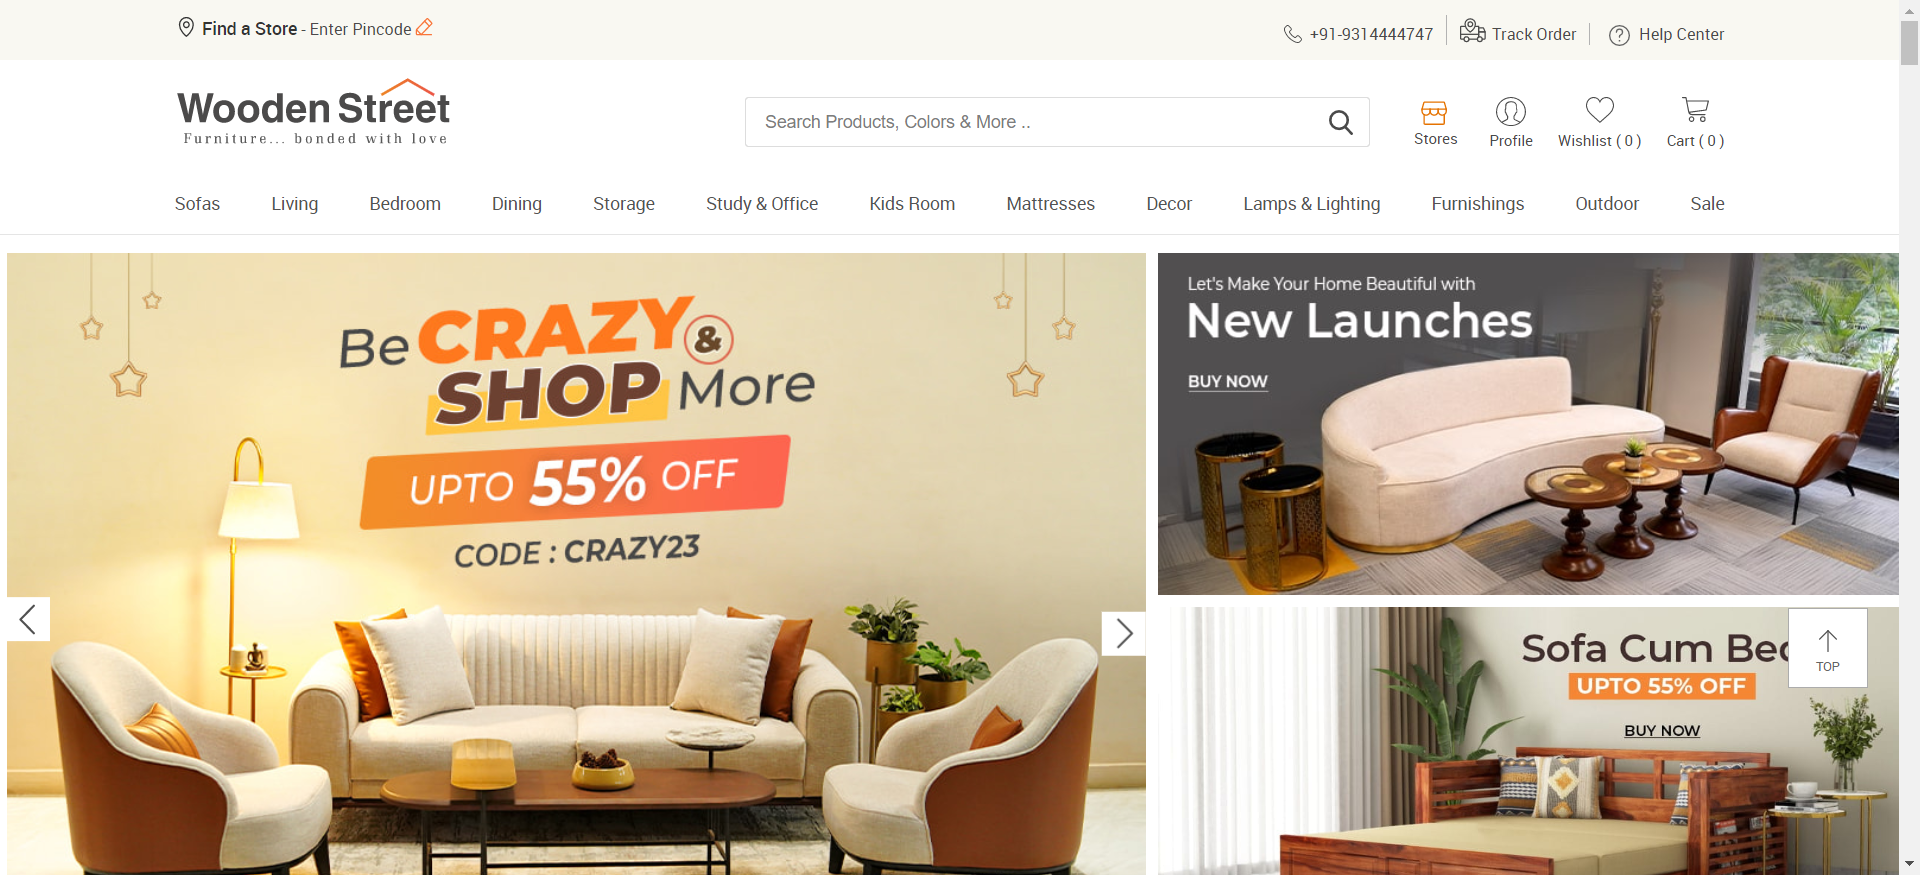 Find a Store - Enter Pincode
+91-9314444747
Track Order
Help Center
Wooden Street
Furniture... bonded with love
Search Products, Colors & More ..
Stores
Profile
Wishlist ( 0 )
Cart ( 0 )
Sofas
Living
Bedroom
Dining
Storage
Study & Office
Kids Room
Mattresses
Decor
Lamps & Lighting
Furnishings
Outdoor
Sale
Be CRAZY &
SHOP More
UPTO 55% OFF
CODE : CRAZY23
Let's Make Your Home Beautiful with
New Launches
BUY NOW
Sofa Cum
UPTO 55% OFF
BUY NOW
TOP